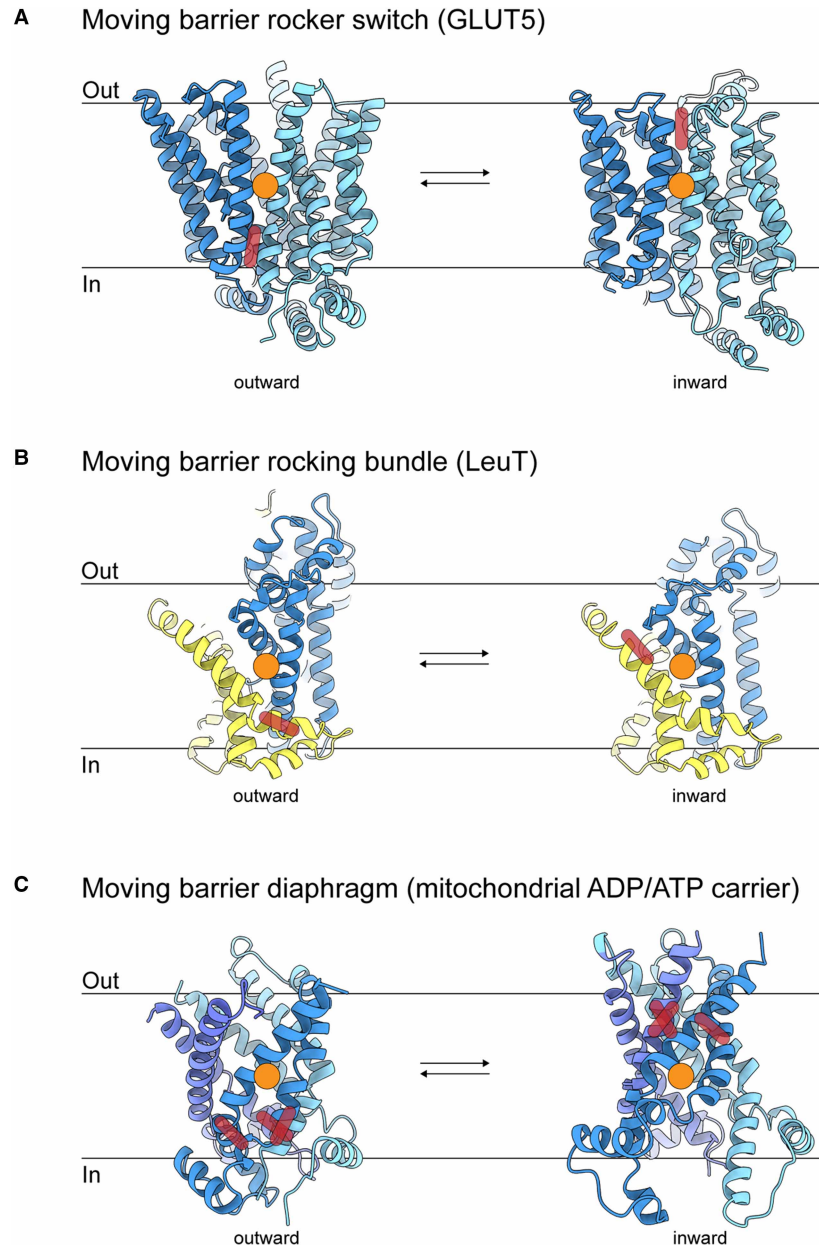 A Moving barrier rocker switch (GLUT5)
Out
In
outward inward
B Moving barrier rocking bundle (LeuT)
Out
In
outward inward
C Moving barrier diaphragm (mitochondrial ADP/ATP carrier)
Out
In
outward inward